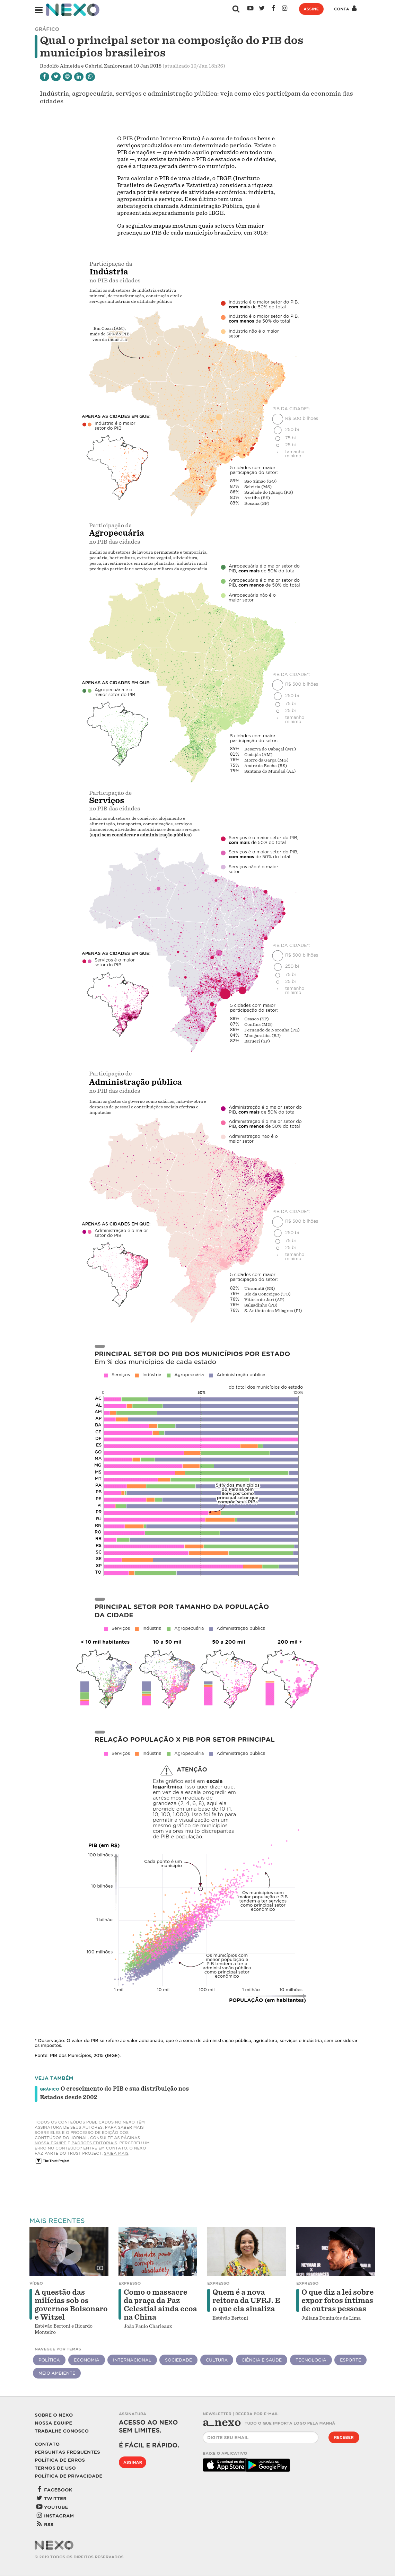 NEXO
ASSINE
CONTA
GRÁFICO
Qual o principal setor na composição do PIB dos
municípios brasileiros
Rodolfo Almeida e Gabriel Zanlorenssi 10 Jan 2018 (atualizado 10/Jan 18h26)
Indústria, agropecuária, serviços e administração pública: veja como eles participam da economia das
cidades
O PIB (Produto Interno Bruto) é a soma de todos os bens e
serviços produzidos em um determinado período. Existe o
PIB de nações — que é tudo aquilo produzido em todo um
país —, mas existe também o PIB de estados e o de cidades,
que é a riqueza gerada dentro do município.
Para calcular o PIB de uma cidade, o IBGE (Instituto
Brasileiro de Geografia e Estatística) considera a riqueza
gerada por três setores da atividade econômica: indústria,
agropecuária e serviços. Esse último tem uma
subcategoria chamada Administração Pública, que é
apresentada separadamente pelo IBGE.
Os seguintes mapas mostram quais setores têm maior
presença no PIB de cada município brasileiro, em 2015:
Participação da
Indústria
no PIB das cidades
Inclui os subsetores de indústria extrativa
mineral, de transformação, construção civil e
serviços industriais de utilidade pública
Indústria é o maior setor do PIB,
com mais de 50% do total
Indústria é o maior setor do PIB,
com menos de 50% do total
Indústria não é o maior
setor
Em Coari (AM),
mais de 50% do PIB
vem da indústria
PIB DA CIDADE*:
R$ 500 bilhões
250 bi
75 bi
25 bi
tamanho
mínimo
APENAS AS CIDADES EM QUE:
Indústria é o maior
setor do PIB
5 cidades com maior
participação do setor:
89% São Simão (GO)
87% Selvíria (MS)
86% Saudade do Iguaçu (PR)
83% Aratiba (RS)
83% Rosana (SP)
Participação da
Agropecuária
no PIB das cidades
Inclui os subsetores de lavoura permanente e temporária,
pecuária, horticultura, extrativa vegetal, silvicultura,
pesca, investimentos em matas plantadas, indústria rural
produção particular e serviços auxiliares da agropecuária
Agropecuária é o maior setor do
PIB, com mais de 50% do total
Agropecuária é o maior setor do
PIB, com menos de 50% do total
Agropecuária não é o
maior setor
PIB DA CIDADE*:
R$ 500 bilhões
250 bi
75 bi
25 bi
tamanho
mínimo
APENAS AS CIDADES EM QUE:
Agropecuária é o
maior setor do PIB
5 cidades com maior
participação do setor:
85% Reserva do Cabaçal (MT)
81% Codajás (AM)
76% Morro da Garça (MG)
75% André da Rocha (RS)
75% Santana do Mundaú (AL)
Participação de
Serviços
no PIB das cidades
Inclui os subsetores de comércio, alojamento e
alimentação, transportes, comunicações, serviços
financeiros, atividades imobiliárias e demais serviços
(aqui sem considerar a administração pública)
Serviços é o maior setor do PIB,
com mais de 50% do total
Serviços é o maior setor do PIB,
com menos de 50% do total
Serviços não é o maior
setor
PIB DA CIDADE*:
R$ 500 bilhões
250 bi
75 bi
25 bi
tamanho
mínimo
APENAS AS CIDADES EM QUE:
Serviços é o maior
setor do PIB
5 cidades com maior
participação do setor:
88% Osasco (SP)
87% Confins (MG)
86% Fernando de Noronha (PE)
84% Mangaratiba (RJ)
82% Barueri (SP)
Participação de
Administração pública
no PIB das cidades
Inclui os gastos do governo como salários, mão-de-obra e
despesas de pessoal e contribuições sociais efetivas e
imputadas
Administração é o maior setor do
PIB, com mais de 50% do total
Administração é o maior setor do
PIB, com menos de 50% do total
Administração não é o
maior setor
PIB DA CIDADE*:
R$ 500 bilhões
250 bi
75 bi
25 bi
tamanho
mínimo
APENAS AS CIDADES EM QUE:
Administração é o maior
setor do PIB
5 cidades com maior
participação do setor:
82% Uiramutã (RR)
76% Rio da Conceição (TO)
76% Vitória do Jari (AP)
76% Salgadinho (PB)
76% S. Antônio dos Milagres (PI)
PRINCIPAL SETOR DO PIB DOS MUNICÍPIOS POR ESTADO
Em % dos municípios de cada estado
Serviços Indústria Agropecuária Administração pública
do total dos municípios do estado
0 50% 100%
AC
AL
AM
AP
BA
CE
DF
ES
GO
MA
MG
MS
MT
PA
PB
PE
PI
PR
RJ
RN
RO
RR
RS
SC
SE
SP
TO
54% dos municípios
do Paraná têm
serviços como
principal setor que
compõe seus PIBs
PRINCIPAL SETOR POR TAMANHO DA POPULAÇÃO
DA CIDADE
Serviços Indústria Agropecuária Administração pública
< 10 mil habitantes 10 a 50 mil 50 a 200 mil 200 mil +
RELAÇÃO POPULAÇÃO X PIB POR SETOR PRINCIPAL
Serviços Indústria Agropecuária Administração pública
ATENÇÃO
Este gráfico está em escala
logarítmica. Isso quer dizer que,
em vez de a escala progredir em
acréscimos graduais de
grandeza (2, 4, 6, 8), aqui ela
progride em uma base de 10 (1,
10, 100, 1.000). Isso foi feito para
permitir a visualização em um
mesmo gráfico de municípios
com valores muito discrepantes
de PIB e população.
PIB (em R$)
100 bilhões
10 bilhões
1 bilhão
100 milhões
Cada ponto é um
município
Os municípios com
maior população e PIB
tendem a ter serviços
como principal setor
econômico
Os municípios com
menor população e
PIB tendem a ter a
administração pública
como principal setor
econômico
1 mil 10 mil 100 mil 1 milhão 10 milhões
POPULAÇÃO (em habitantes)
* Observação: O valor do PIB se refere ao valor adicionado, que é a soma de administração pública, agricultura, serviços e indústria, sem considerar
os impostos
Fonte: PIB dos Municípios, 2015 (IBGE).
VEJA TAMBÉM
GRÁFICO O crescimento do PIB e sua distribuição nos
Estados desde 2002
TODOS OS CONTEÚDOS PUBLICADOS NO NEXO TÊM
ASSINATURA DE SEUS AUTORES. PARA SABER MAIS
SOBRE ELES E O PROCESSO DE EDIÇÃO DOS
CONTEÚDOS DO JORNAL, CONSULTE AS PÁGINAS
NOSSA EQUIPE E PADRÕES EDITORIAIS. PERCEBEU UM
ERRO NO CONTEÚDO? ENTRE EM CONTATO. O NEXO
FAZ PARTE DO TRUST PROJECT. SAIBA MAIS.
The Trust Project
MAIS RECENTES
VÍDEO
A questão das
milícias sob os
governos Bolsonaro
e Witzel
Estêvão Bertoni e Ricardo
Monteiro
EXPRESSO
Como o massacre
da praça da Paz
Celestial ainda ecoa
na China
João Paulo Charleaux
EXPRESSO
Quem é a nova
reitora da UFRJ. E
o que ela sinaliza
Estêvão Bertoni
EXPRESSO
O que diz a lei sobre
expor fotos íntimas
de outras pessoas
Juliana Domingos de Lima
NAVEGUE POR TEMAS
POLÍTICA ECONOMIA INTERNACIONAL SOCIEDADE CULTURA CIÊNCIA E SAÚDE TECNOLOGIA ESPORTE
MEIO AMBIENTE
SOBRE O NEXO
NOSSA EQUIPE
TRABALHE CONOSCO
CONTATO
PERGUNTAS FREQUENTES
POLÍTICA DE ERROS
TERMOS DE USO
POLÍTICA DE PRIVACIDADE
FACEBOOK
TWITTER
YOUTUBE
INSTAGRAM
RSS
ASSINATURA
ACESSO AO NEXO
SEM LIMITES.
É FÁCIL E RÁPIDO.
ASSINAR
NEWSLETTER | RECEBA POR E-MAIL
a_nexo TUDO O QUE IMPORTA LOGO PELA MANHÃ
DIGITE SEU EMAIL
RECEBER
BAIXE O APLICATIVO
App Store
Google Play
NEXO
© 2018 TODOS OS DIREITOS RESERVADOS